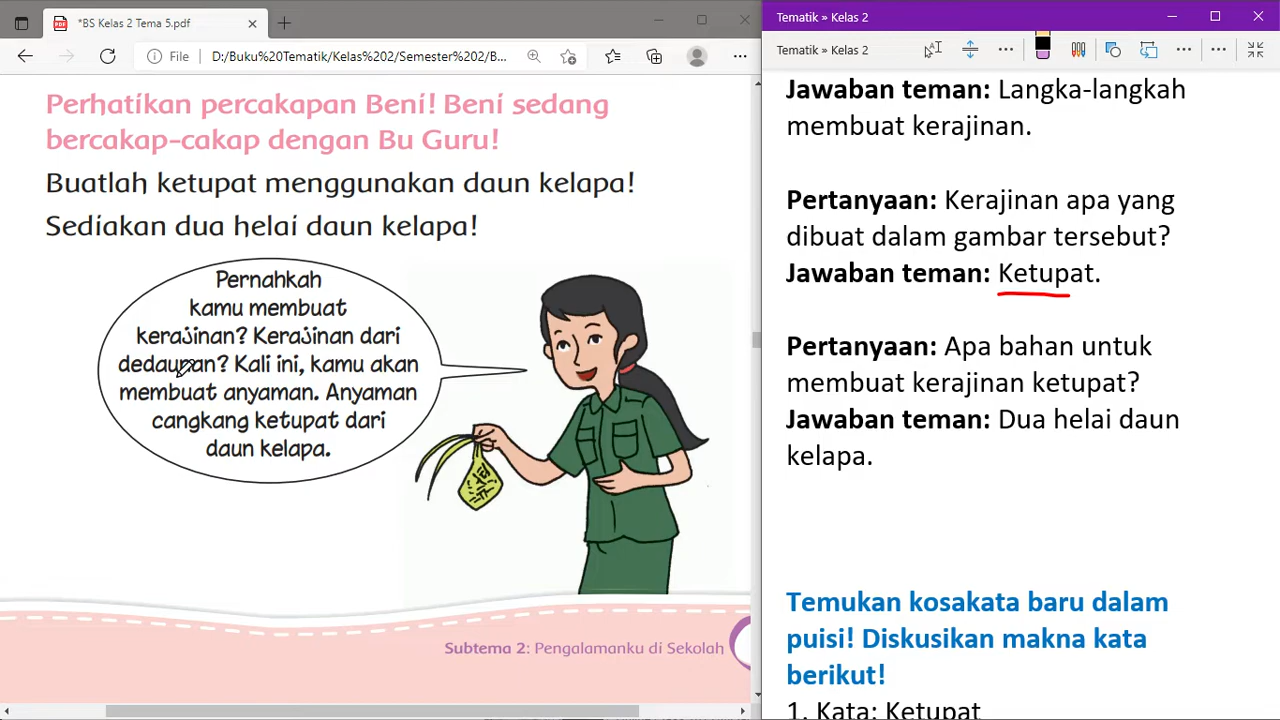 *BS Kelas 2 Tema 5.pdf
File
D:/Buku%20Tematik/Kelas%202/Semester%202/B...
Perhatikan percakapan Beni! Beni sedang
bercakap-cakap dengan Bu Guru!
Buatlah ketupat menggunakan daun kelapa!
Sediakan dua helai daun kelapa!
Pernahkah
kamu membuat
kerajinan? Kerajinan dari
dedaunan? Kali ini, kamu akan
membuat anyaman. Anyaman
cangkang ketupat dari
daun kelapa.
Subtema 2: Pengalamanku di Sekolah
Tematik » Kelas 2
Tematik » Kelas 2
Jawaban teman: Langka-langkah
membuat kerajinan.
Pertanyaan: Kerajinan apa yang
dibuat dalam gambar tersebut?
Jawaban teman: Ketupat.
Pertanyaan: Apa bahan untuk
membuat kerajinan ketupat?
Jawaban teman: Dua helai daun
kelapa.
Temukan kosakata baru dalam
puisi! Diskusikan makna kata
berikut!
1. Kata: Ketupat